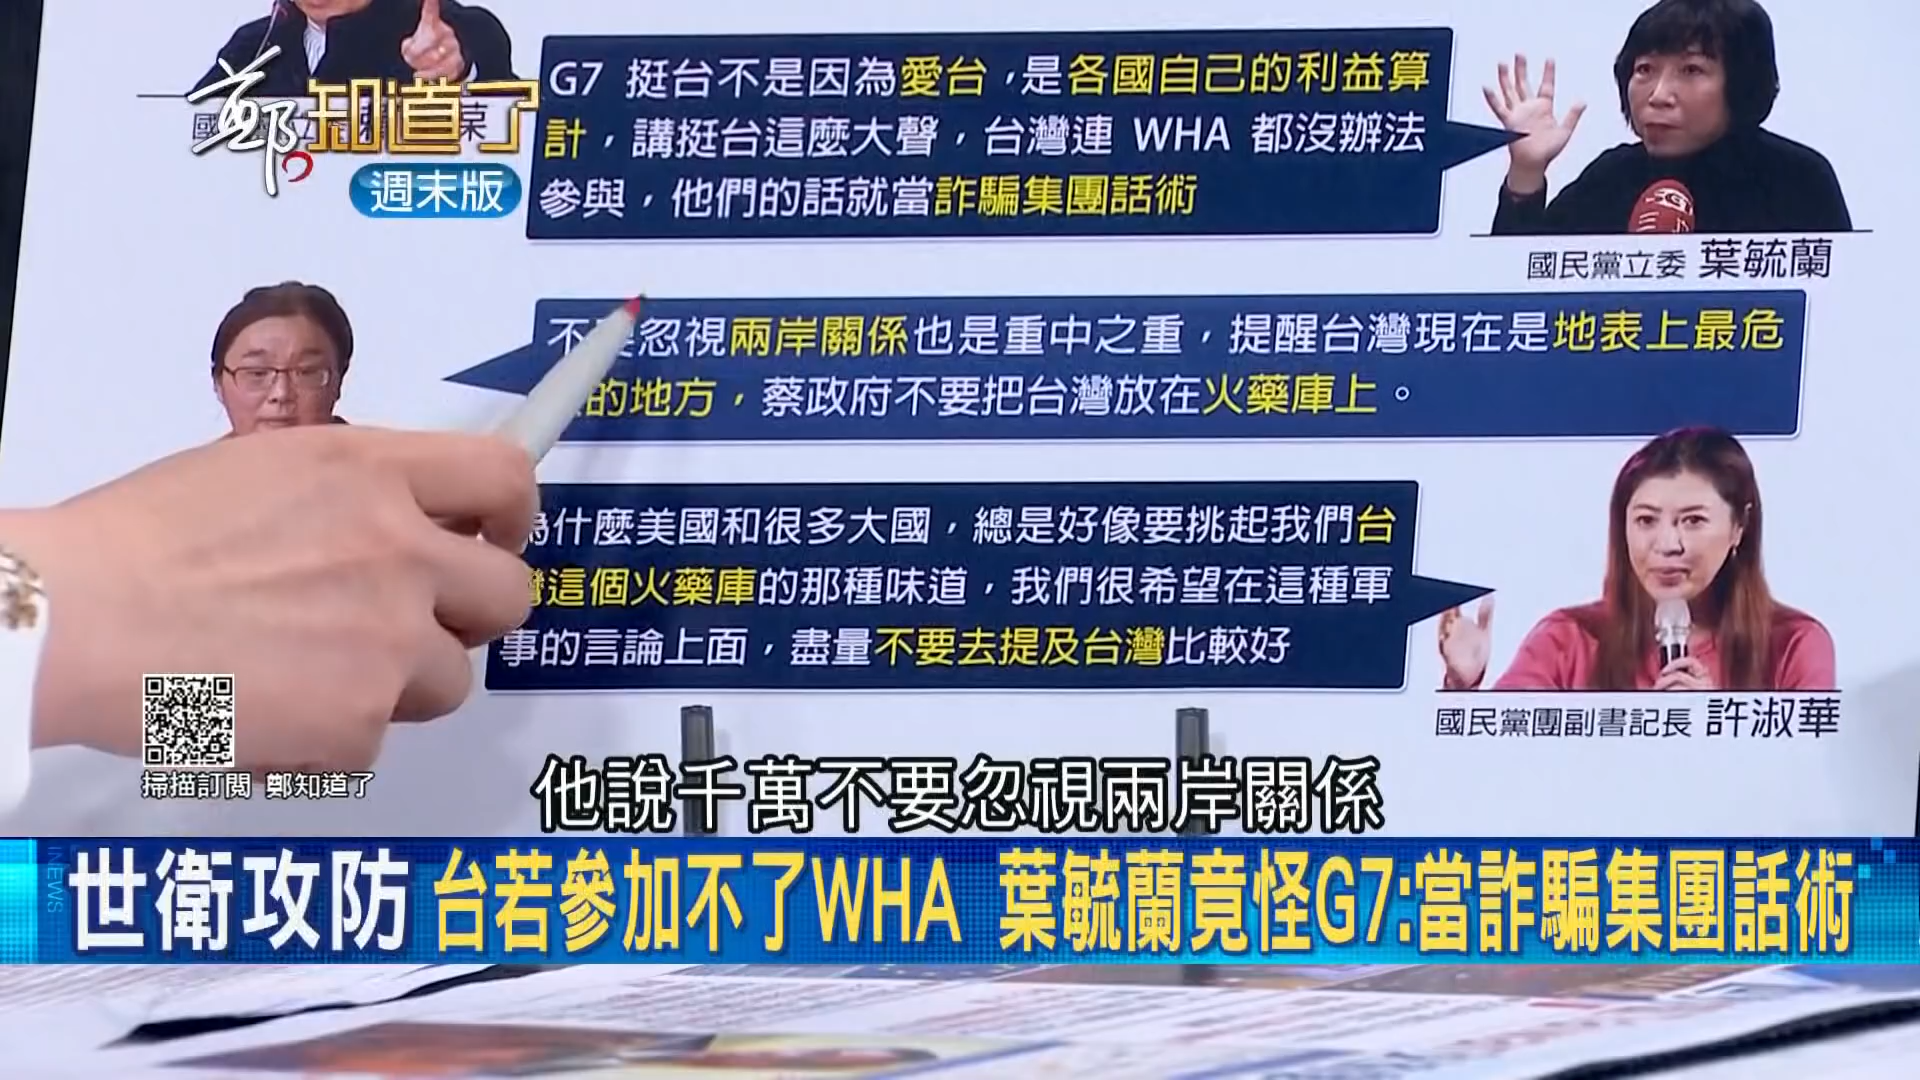 鄭知道了
週末版
G7 挺台不是因為愛台，是各國自己的利益算
計，講挺台這麼大聲，台灣連 WHA 都沒辦法
參與，他們的話就當詐騙集團話術
國民黨立委 葉毓蘭
不要忽視兩岸關係也是重中之重，提醒台灣現在是地表上最危
的地方，蔡政府不要把台灣放在火藥庫上。
為什麼美國和很多大國，總是好像要挑起我們台
灣這個火藥庫的那種味道，我們很希望在這種軍
事的言論上面，盡量不要去提及台灣比較好
國民黨團副書記長 許淑華
掃描訂閱 鄭知道了
他說千萬不要忽視兩岸關係
iNEWS
世衛攻防 台若參加不了WHA 葉毓蘭竟怪G7:當詐騙集團話術